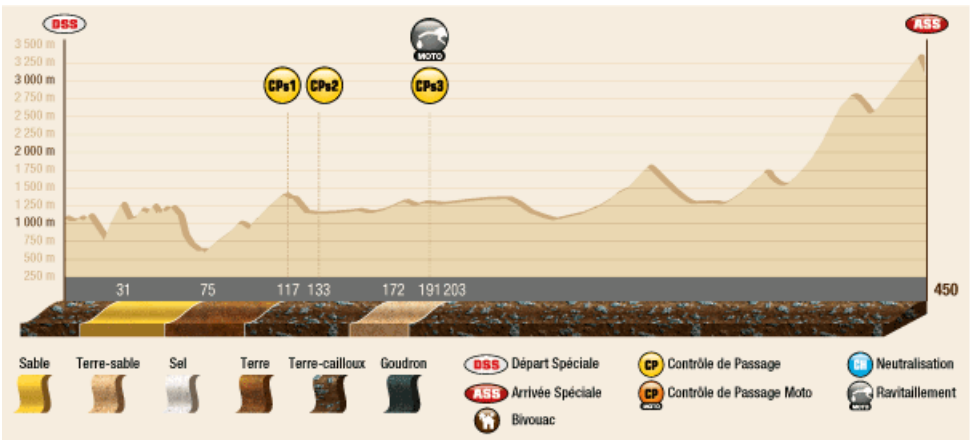 DSS
ASS
MOTO
CPs1 CPs2 CPs3
3 500 m
3 250 m
3 000 m
2 750 m
2 500 m
2 250 m
2 000 m
1 750 m
1 500 m
1 250 m
1 000 m
750 m
500 m
250 m
31 75 117 133 172 191 203 450
Sable Terre-sable Sel Terre Terre-cailloux Goudron
DSS Départ Spéciale
ASS Arrivée Spéciale
Bivouac
CP Contrôle de Passage
CP MOTO Contrôle de Passage Moto
CN Neutralisation
MOTO Ravitaillement